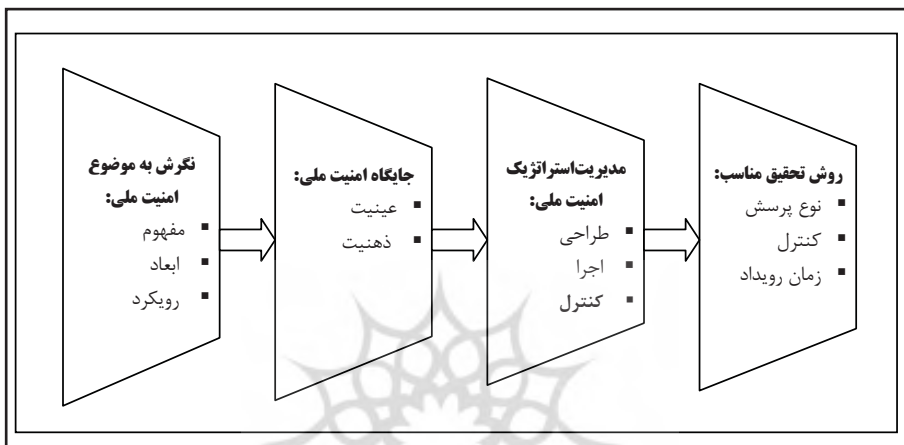 نگرش به موضوع
امنیت ملی:
▪ مفهوم
▪ ابعاد
▪ رویکرد
جایگاه امنیت ملی:
▪ عینیت
▪ ذهنیت
مدیریت‌استراتژیک
امنیت ملی:
▪ طراحی
▪ اجرا
▪ کنترل
روش تحقیق مناسب:
▪ نوع پرسش
▪ کنترل
▪ زمان رویداد